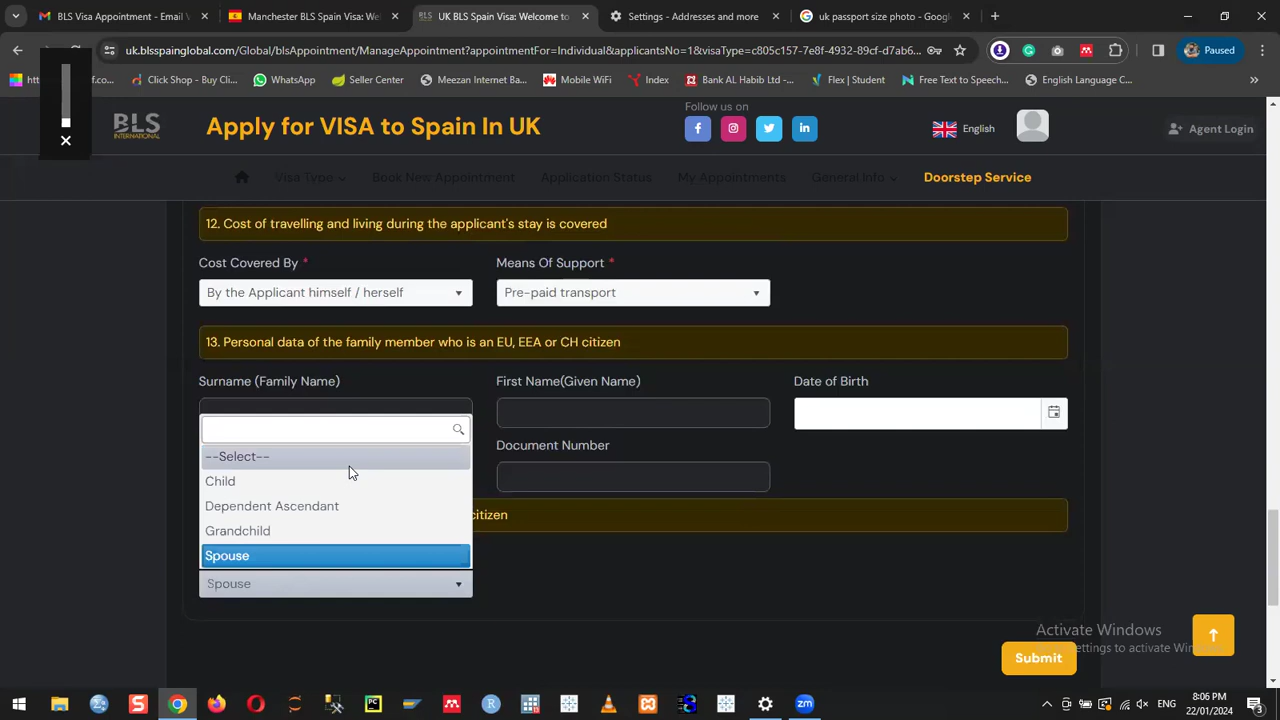 BLS Visa Appointment - Email V
Manchester BLS Spain Visa: We
UK BLS Spain Visa: Welcome to
Settings - Addresses and more
uk passport size photo - Google
uk.blsspainglobal.com/Global/blsAppointment/ManageAppointment?appointmentFor=Individual&applicantsNo=1&visaType=c805c157-7e8f-4932-89cf-d7ab6...
Paused
Click Shop - Buy Cli...
WhatsApp
Seller Center
Meezan Internet Ba...
Mobile WiFi
Index
Bank AL Habib Ltd -...
Flex | Student
Free Text to Speech...
English Language C...
BLS
INTERNATIONAL
Apply for VISA to Spain In UK
Follow us on
English
Agent Login
Visa Type
Book New Appointment
Application Status
My Appointments
General Info
Doorstep Service
12. Cost of travelling and living during the applicant's stay is covered
Cost Covered By *
Means Of Support *
By the Applicant himself / herself
Pre-paid transport
13. Personal data of the family member who is an EU, EEA or CH citizen
Surname (Family Name)
First Name(Given Name)
Date of Birth
Document Number
--Select--
Child
Dependent Ascendant
Grandchild
Spouse
citizen
Spouse
Activate Windows
ettings to activate Windows.
Submit
ENG
8:06 PM
22/01/2024